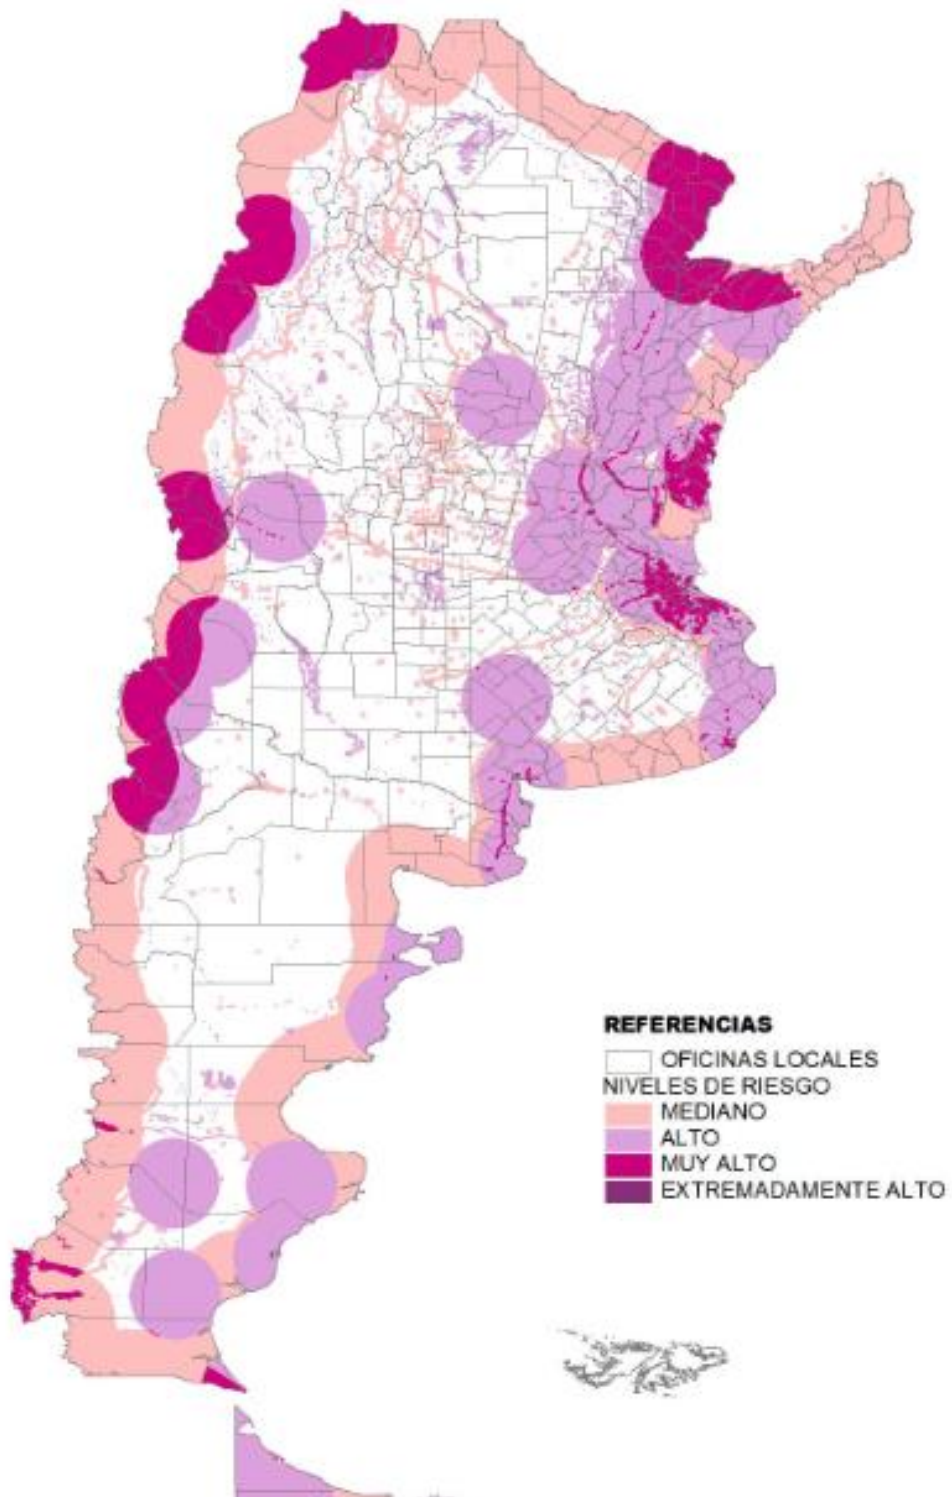 REFERENCIAS
OFICINAS LOCALES
NIVELES DE RIESGO
MEDIANO
ALTO
MUY ALTO
EXTREMADAMENTE ALTO